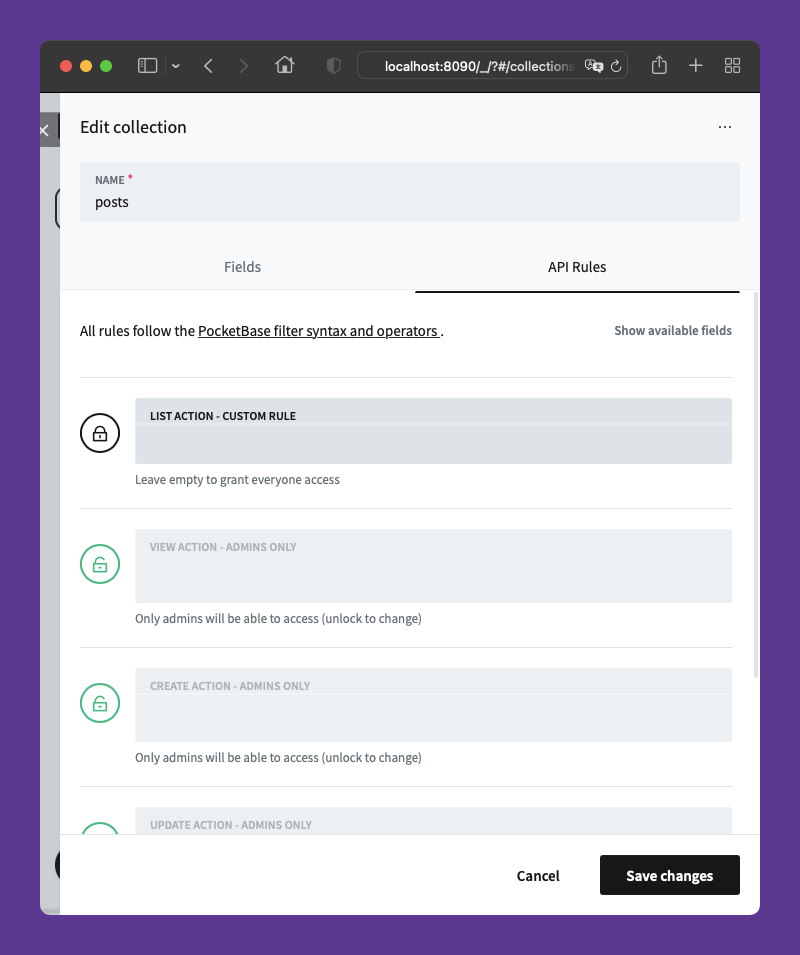 localhost:8090/_/?#/collections
Edit collection
NAME *
posts
Fields
API Rules
All rules follow the PocketBase filter syntax and operators .
Show available fields
LIST ACTION - CUSTOM RULE
Leave empty to grant everyone access
VIEW ACTION - ADMINS ONLY
Only admins will be able to access (unlock to change)
CREATE ACTION - ADMINS ONLY
Only admins will be able to access (unlock to change)
UPDATE ACTION - ADMINS ONLY
Cancel
Save changes